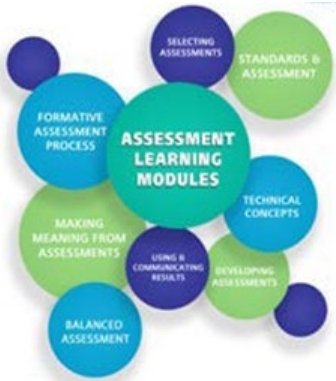 SELECTING
ASSESSMENTS
STANDARDS &
ASSESSMENT
FORMATIVE
ASSESSMENT
PROCESS
ASSESSMENT
LEARNING
MODULES
TECHNICAL
CONCEPTS
MAKING
MEANING FROM
ASSESSMENTS
USING &
COMMUNICATING
RESULTS
DEVELOPING
ASSESSMENTS
BALANCED
ASSESSMENT